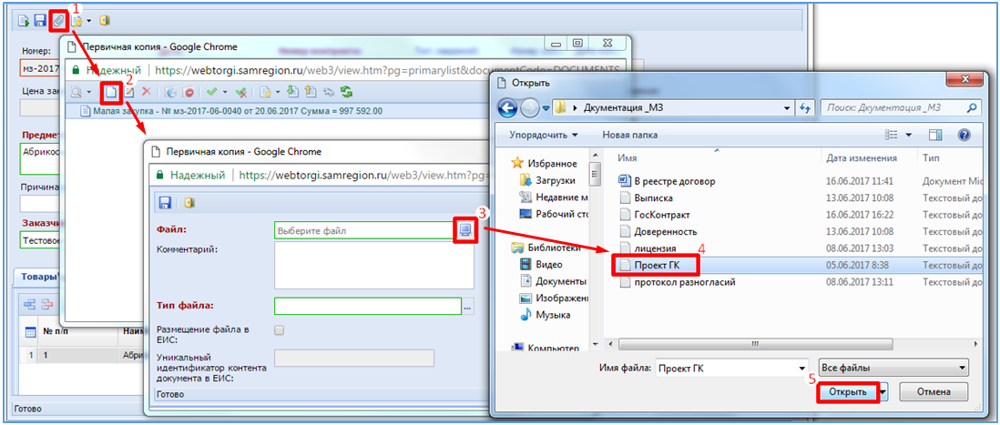 1
Номер:
мз-2017
Цена за
Предме
Абрикос
Причина
Заказчи
Тестовое
Товары
№ п/п
Наим
1 1 Абри
Готово
Первичная копия - Google Chrome
Надежный https://webtorgi.samregion.ru/web3/view.htm?pg=primarylist&documentCode=DOCUMENTS
2
Малая закупка - № мз-2017-06-0040 от 20.06.2017 Сумма = 997 592.00
Первичная копия - Google Chrome
Надежный https://webtorgi.samregion.ru/web3/view.htm?pg=
3
Файл: Выберите файл
Комментарий:
Тип файла: ...
Размещение файла в
ЕИС:
Уникальный
идентификатор контента
документа в ЕИС:
Готово
Открыть
Дкументация _МЗ
Поиск: Дкументация _МЗ
Упорядочить Новая папка
Избранное
Загрузки
Недавние м
Рабочий сто
Библиотеки
Видео
Документы
Изображен
Музыка
Компьютер
Имя Дата изменения Тип
В реестре договор 16.06.2017 11:41 Документ Mic
Выписка 13.06.2017 10:08 Текстовый до
ГосКонтракт 16.06.2017 16:22 Текстовый до
Доверенность 13.06.2017 10:08 Текстовый до
лицензия 08.06.2017 13:03 Текстовый до
4
Проект ГК 05.06.2017 8:38 Текстовый до
протокол разногласий 08.06.2017 13:11 Текстовый до
Имя файла: Проект ГК Все файлы
5
Открыть Отмена